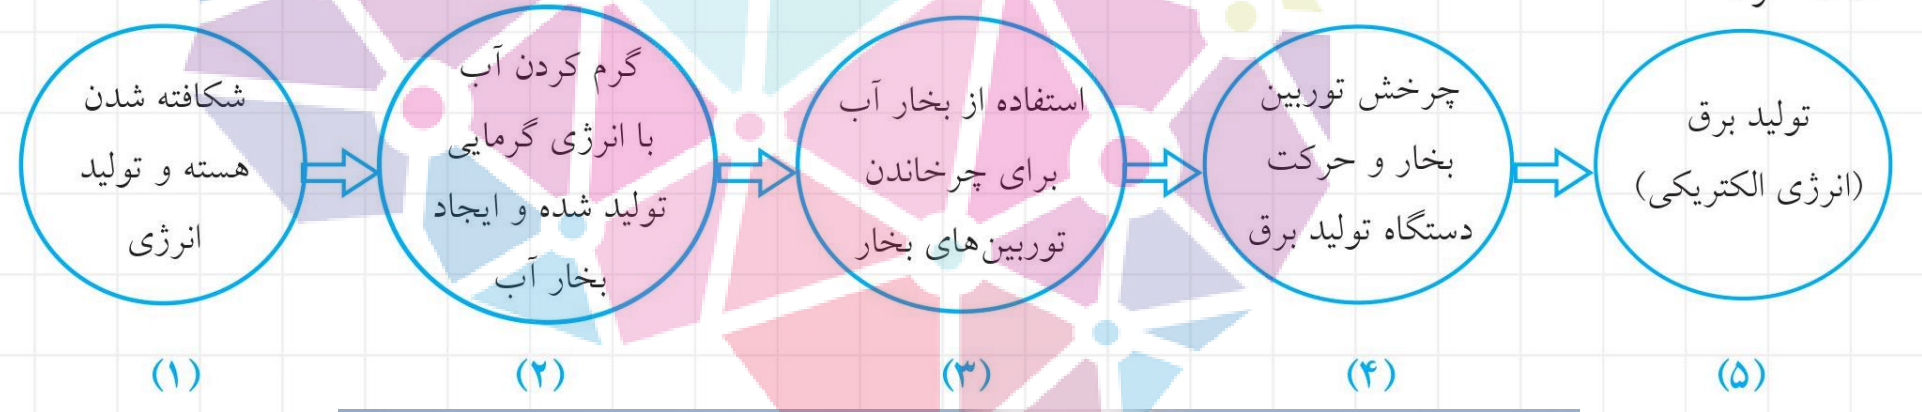 شکافته شدن
هسته و تولید
انرژی
گرم کردن آب
با انرژی گرمایی
تولید شده و ایجاد
بخار آب
استفاده از بخار آب
برای چرخاندن
توربین‌های بخار
چرخش توربین
بخار و حرکت
دستگاه تولید برق
تولید برق
(انرژی الکتریکی)
(۱)
(۲)
(۳)
(۴)
(۵)